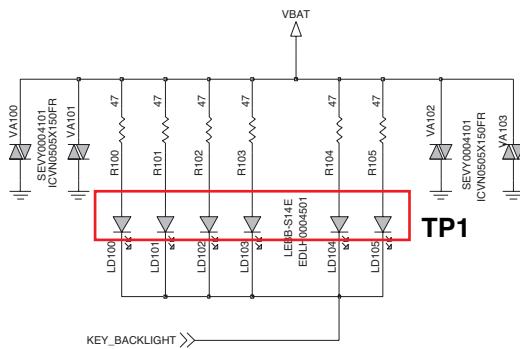 VBAT
VA100
SEVY0004101
ICVN0505X150FR
VA101
47
R100
47
R101
47
R102
47
R103
47
R104
47
R105
VA102
SEVY0004101
ICVN0505X150FR
VA103
LD100
LD101
LD102
LD103
LEBB-S14E
EDLH0004501
LD104
LD105
TP1
KEY_BACKLIGHT